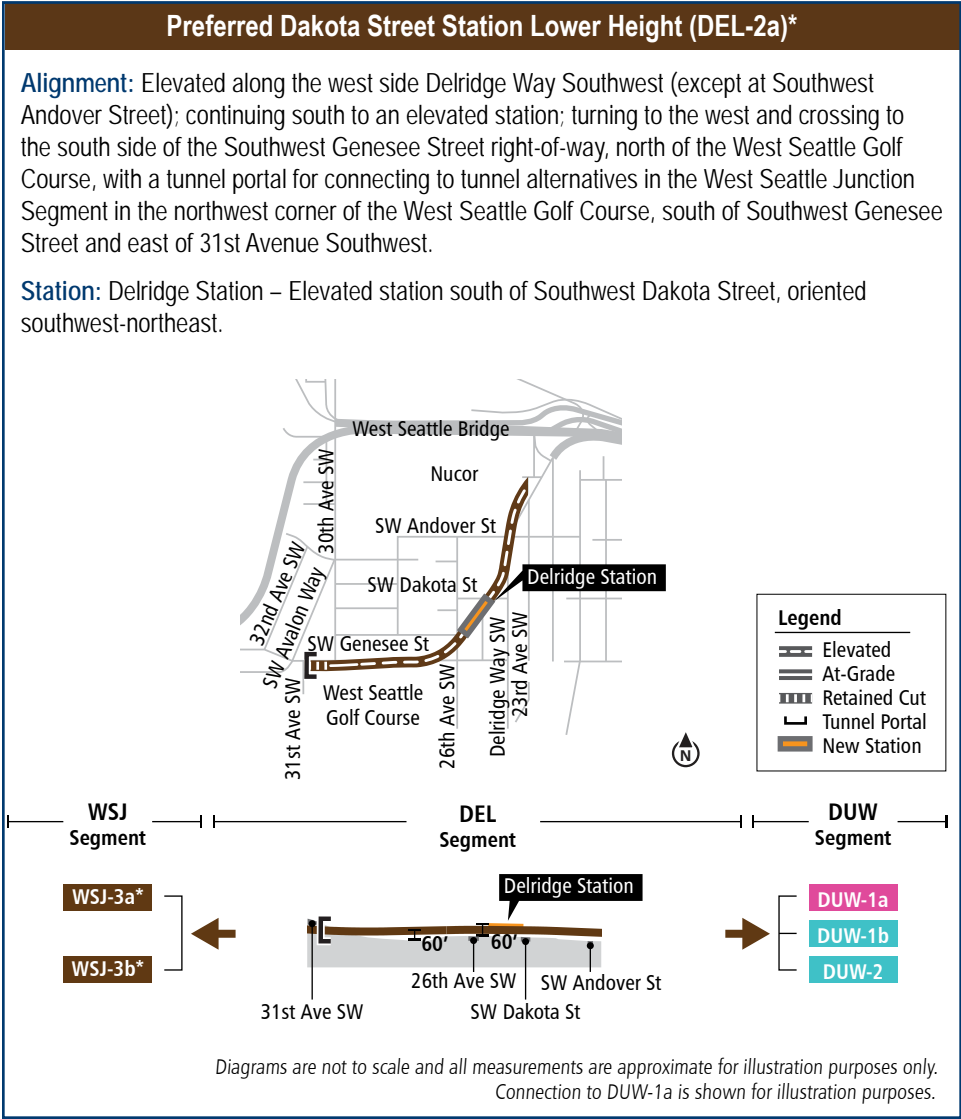 Preferred Dakota Street Station Lower Height (DEL-2a)*
Alignment: Elevated along the west side Delridge Way Southwest (except at Southwest
Andover Street); continuing south to an elevated station; turning to the west and crossing to
the south side of the Southwest Genesee Street right-of-way, north of the West Seattle Golf
Course, with a tunnel portal for connecting to tunnel alternatives in the West Seattle Junction
Segment in the northwest corner of the West Seattle Golf Course, south of Southwest Genesee
Street and east of 31st Avenue Southwest.
Station: Delridge Station – Elevated station south of Southwest Dakota Street, oriented
southwest-northeast.
West Seattle Bridge
Nucor
30th Ave SW
SW Andover St
32nd Ave SW
SW Avalon Way
SW Dakota St
Delridge Station
SW Genesee St
31st Ave SW
West Seattle
Golf Course
26th Ave SW
Delridge Way SW
23rd Ave SW
N
Legend
Elevated
At-Grade
Retained Cut
Tunnel Portal
New Station
WSJ
Segment
DEL
Segment
DUW
Segment
WSJ-3a*
WSJ-3b*
Delridge Station
60'
60'
26th Ave SW
SW Andover St
31st Ave SW
SW Dakota St
DUW-1a
DUW-1b
DUW-2
Diagrams are not to scale and all measurements are approximate for illustration purposes only.
Connection to DUW-1a is shown for illustration purposes.